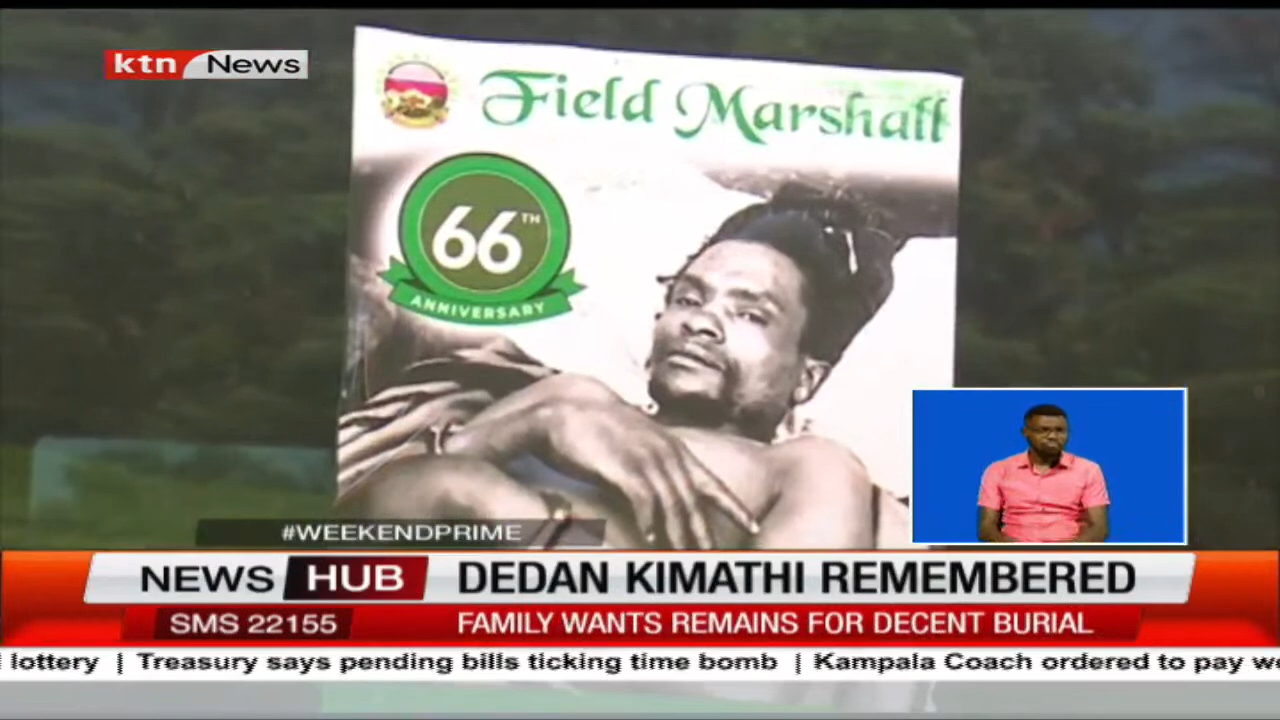 ktn News
Field Marshall
66TH
ANNIVERSARY
#WEEKENDPRIME
NEWS HUB
DEDAN KIMATHI REMEMBERED
SMS 22155
FAMILY WANTS REMAINS FOR DECENT BURIAL
lottery | Treasury says pending bills ticking time bomb | Kampala Coach ordered to pay